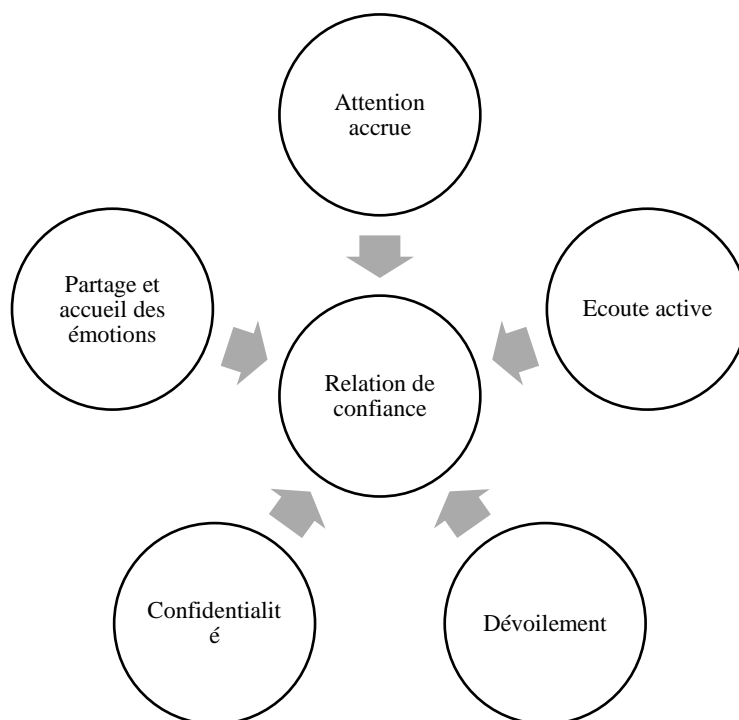 Attention
accrue
Partage et
accueil des
émotions
Ecoute active
Relation de
confiance
Confidentialit
é
Dévoilement